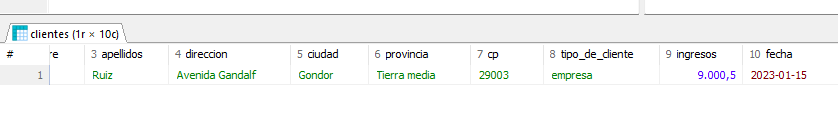 clientes (1r × 10c)
# re 3 apellidos 4 direccion 5 ciudad 6 provincia 7 cp 8 tipo_de_cliente 9 ingresos 10 fecha
1 Ruiz Avenida Gandalf Gondor Tierra media 29003 empresa 9.000,5 2023-01-15